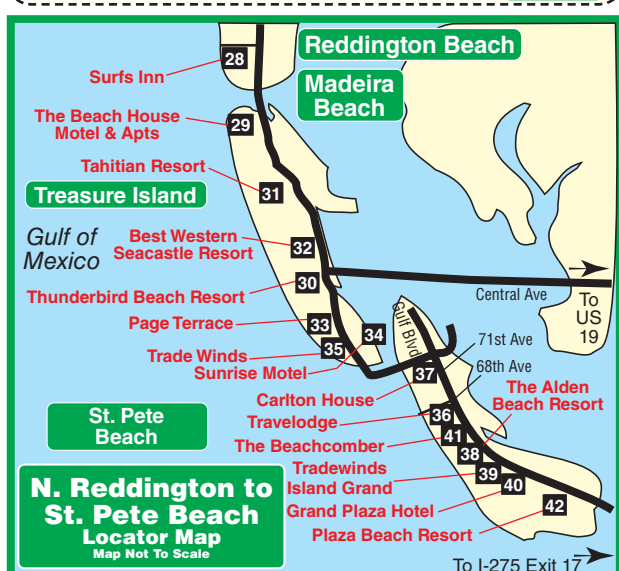 Reddington Beach
28
Surfs Inn
Madeira
Beach
The Beach House
Motel & Apts
29
Tahitian Resort
31
Treasure Island
Gulf of
Mexico
Best Western
Seacastle Resort
32
Thunderbird Beach Resort
30
Central Ave
To
US
19
Page Terrace
33
34
Trade Winds
35
Sunrise Motel
Gulf Blvd
71st Ave
68th Ave
37
Carlton House
The Alden
Beach Resort
St. Pete
Beach
Travelodge
36
The Beachcomber
41
38
Tradewinds
Island Grand
39
Grand Plaza Hotel
40
Plaza Beach Resort
42
N. Reddington to
St. Pete Beach
Locator Map
Map Not To Scale
To I-275 Exit 17